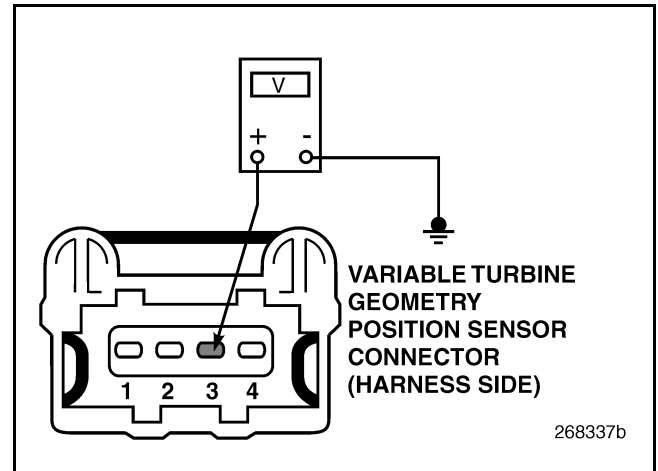 V
+ -
VARIABLE TURBINE
GEOMETRY
POSITION SENSOR
CONNECTOR
(HARNESS SIDE)
1 2 3 4
268337b